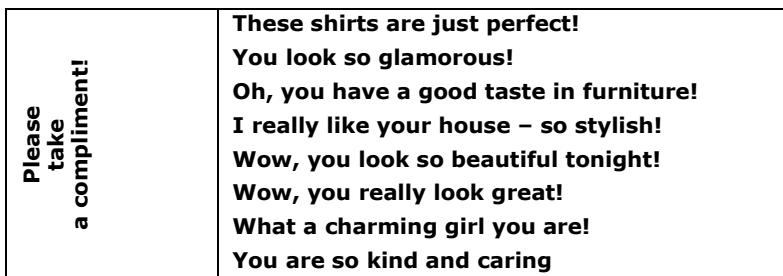 Please
take
a compliment!
These shirts are just perfect!
You look so glamorous!
Oh, you have a good taste in furniture!
I really like your house – so stylish!
Wow, you look so beautiful tonight!
Wow, you really look great!
What a charming girl you are!
You are so kind and caring